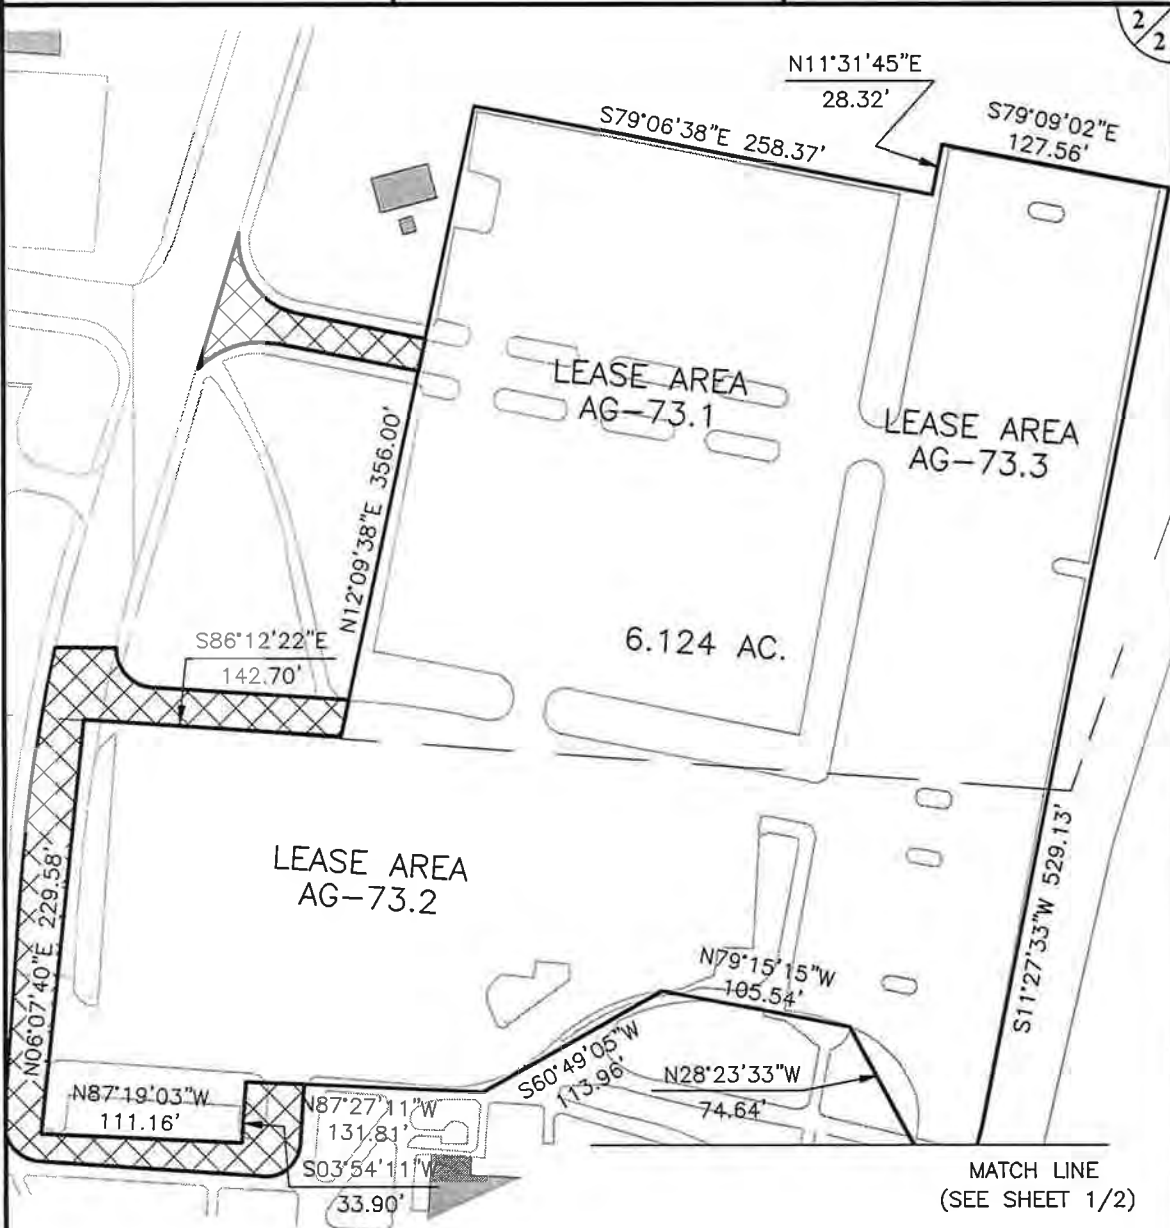 2
2
N11°31'45"E
28.32'
S79°06'38"E 258.37'
S79°09'02"E
127.56'
LEASE AREA
AG-73.1
LEASE AREA
AG-73.3
N12°09'38"E 356.00'
6.124 AC.
S86°12'22"E
142.70'
LEASE AREA
AG-73.2
N06°07'40"E 229.58'
S11°27'33"W 529.13'
N79°15'15"W
105.54'
S60°49'05"W
113.96'
N28°23'33"W
74.64'
N87°19'03"W
111.16'
N87°27'11"W
131.81'
S03°54'11"W
33.90'
MATCH LINE
(SEE SHEET 1/2)